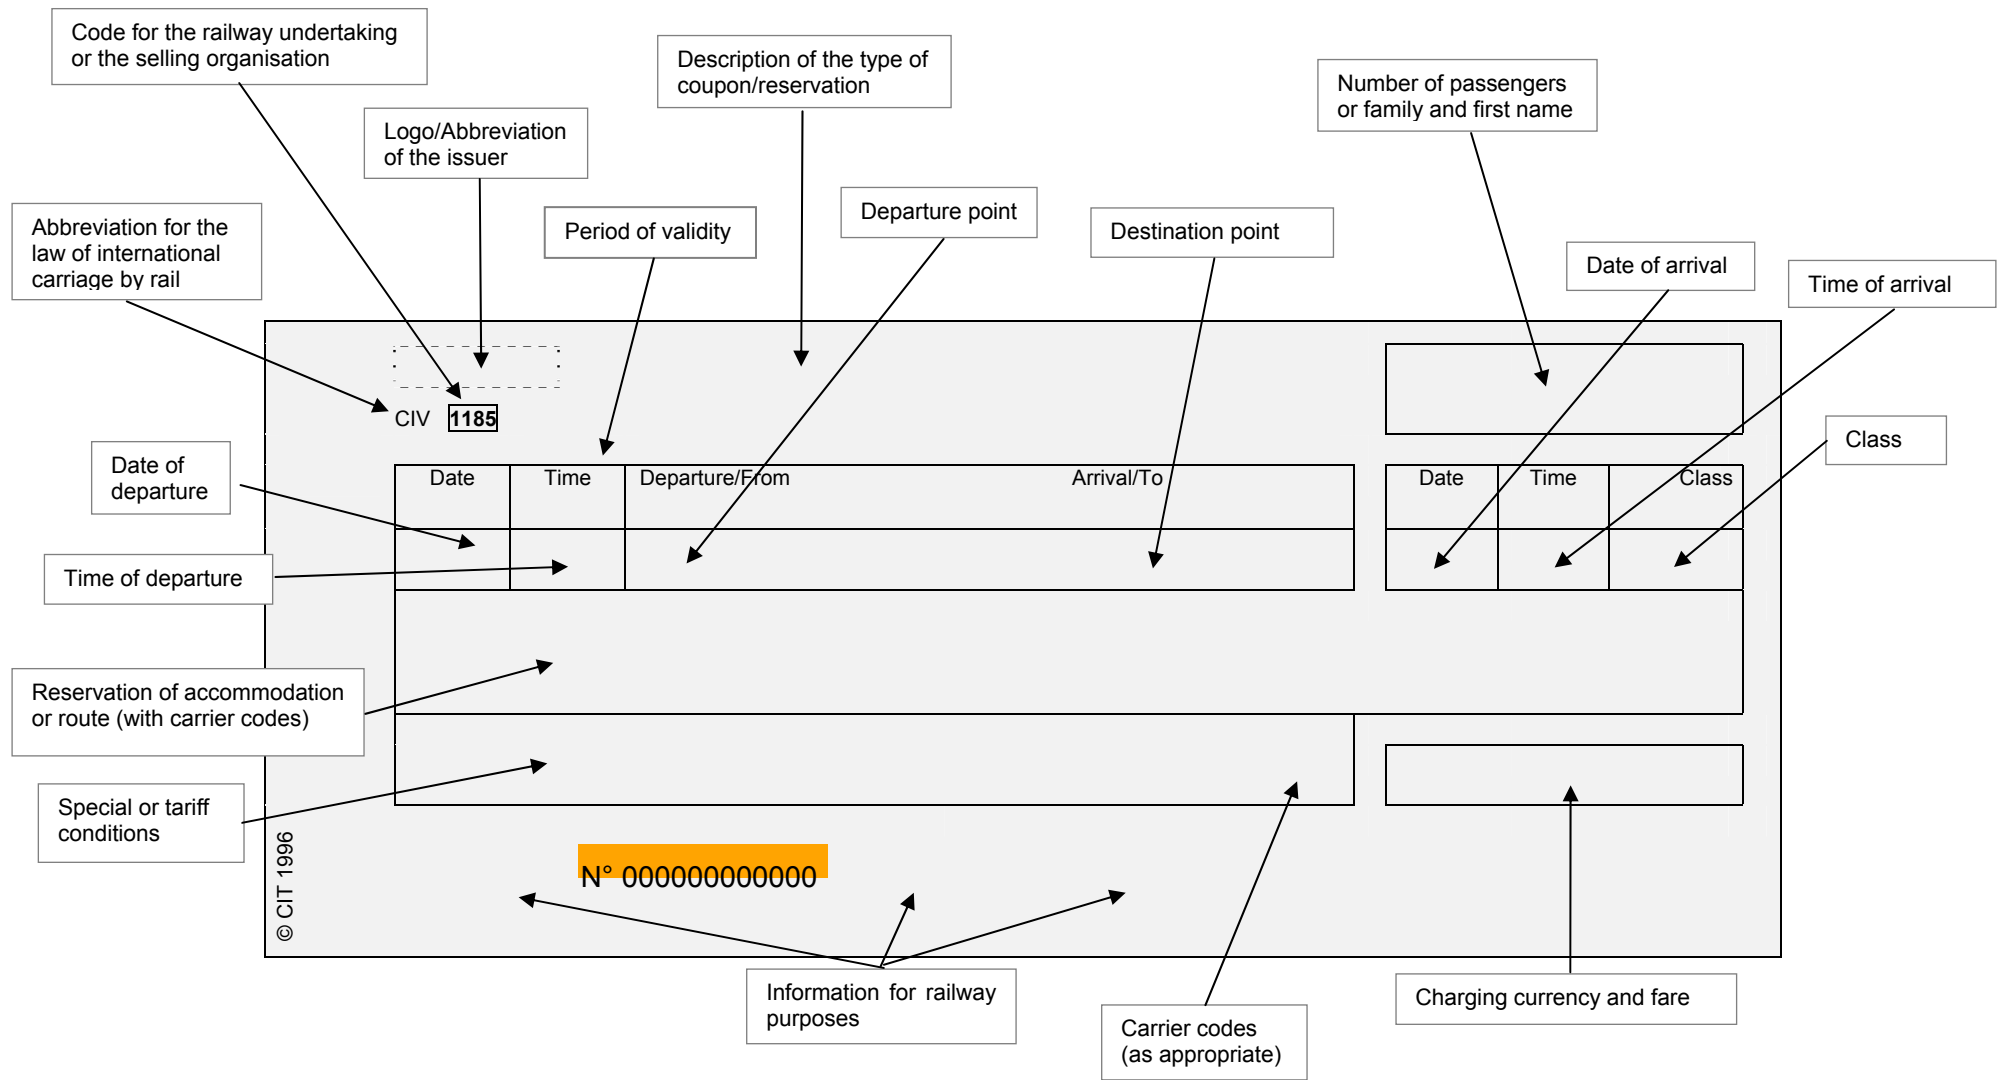 Code for the railway undertaking
or the selling organisation
Description of the type of
coupon/reservation
Number of passengers
or family and first name
Logo/Abbreviation
of the issuer
Abbreviation for the
law of international
carriage by rail
Period of validity
Departure point
Destination point
Date of arrival
Time of arrival
CIV 1185
Class
Date of
departure
Date Time Departure/From Arrival/To Date Time Class
Time of departure
Reservation of accommodation
or route (with carrier codes)
Special or tariff
conditions
© CIT 1996
N° 000000000000
Information for railway
purposes
Carrier codes
(as appropriate)
Charging currency and fare